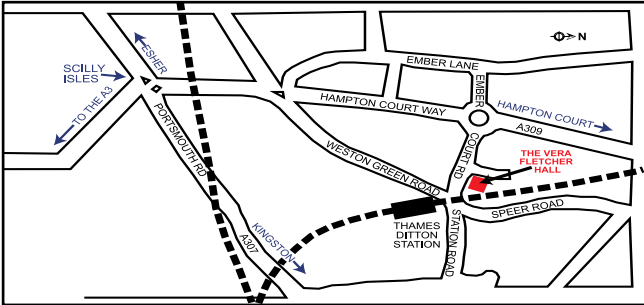 N
ESHER
SCILLY
ISLES
TO THE A3
EMBER LANE
EMBER
COURT RD
HAMPTON COURT WAY
HAMPTON COURT
A309
PORTSMOUTH RD
WESTON GREEN ROAD
THE VERA
FLETCHER
HALL
SPEER ROAD
THAMES
DITTON
STATION
STATION ROAD
KINGSTON
A307